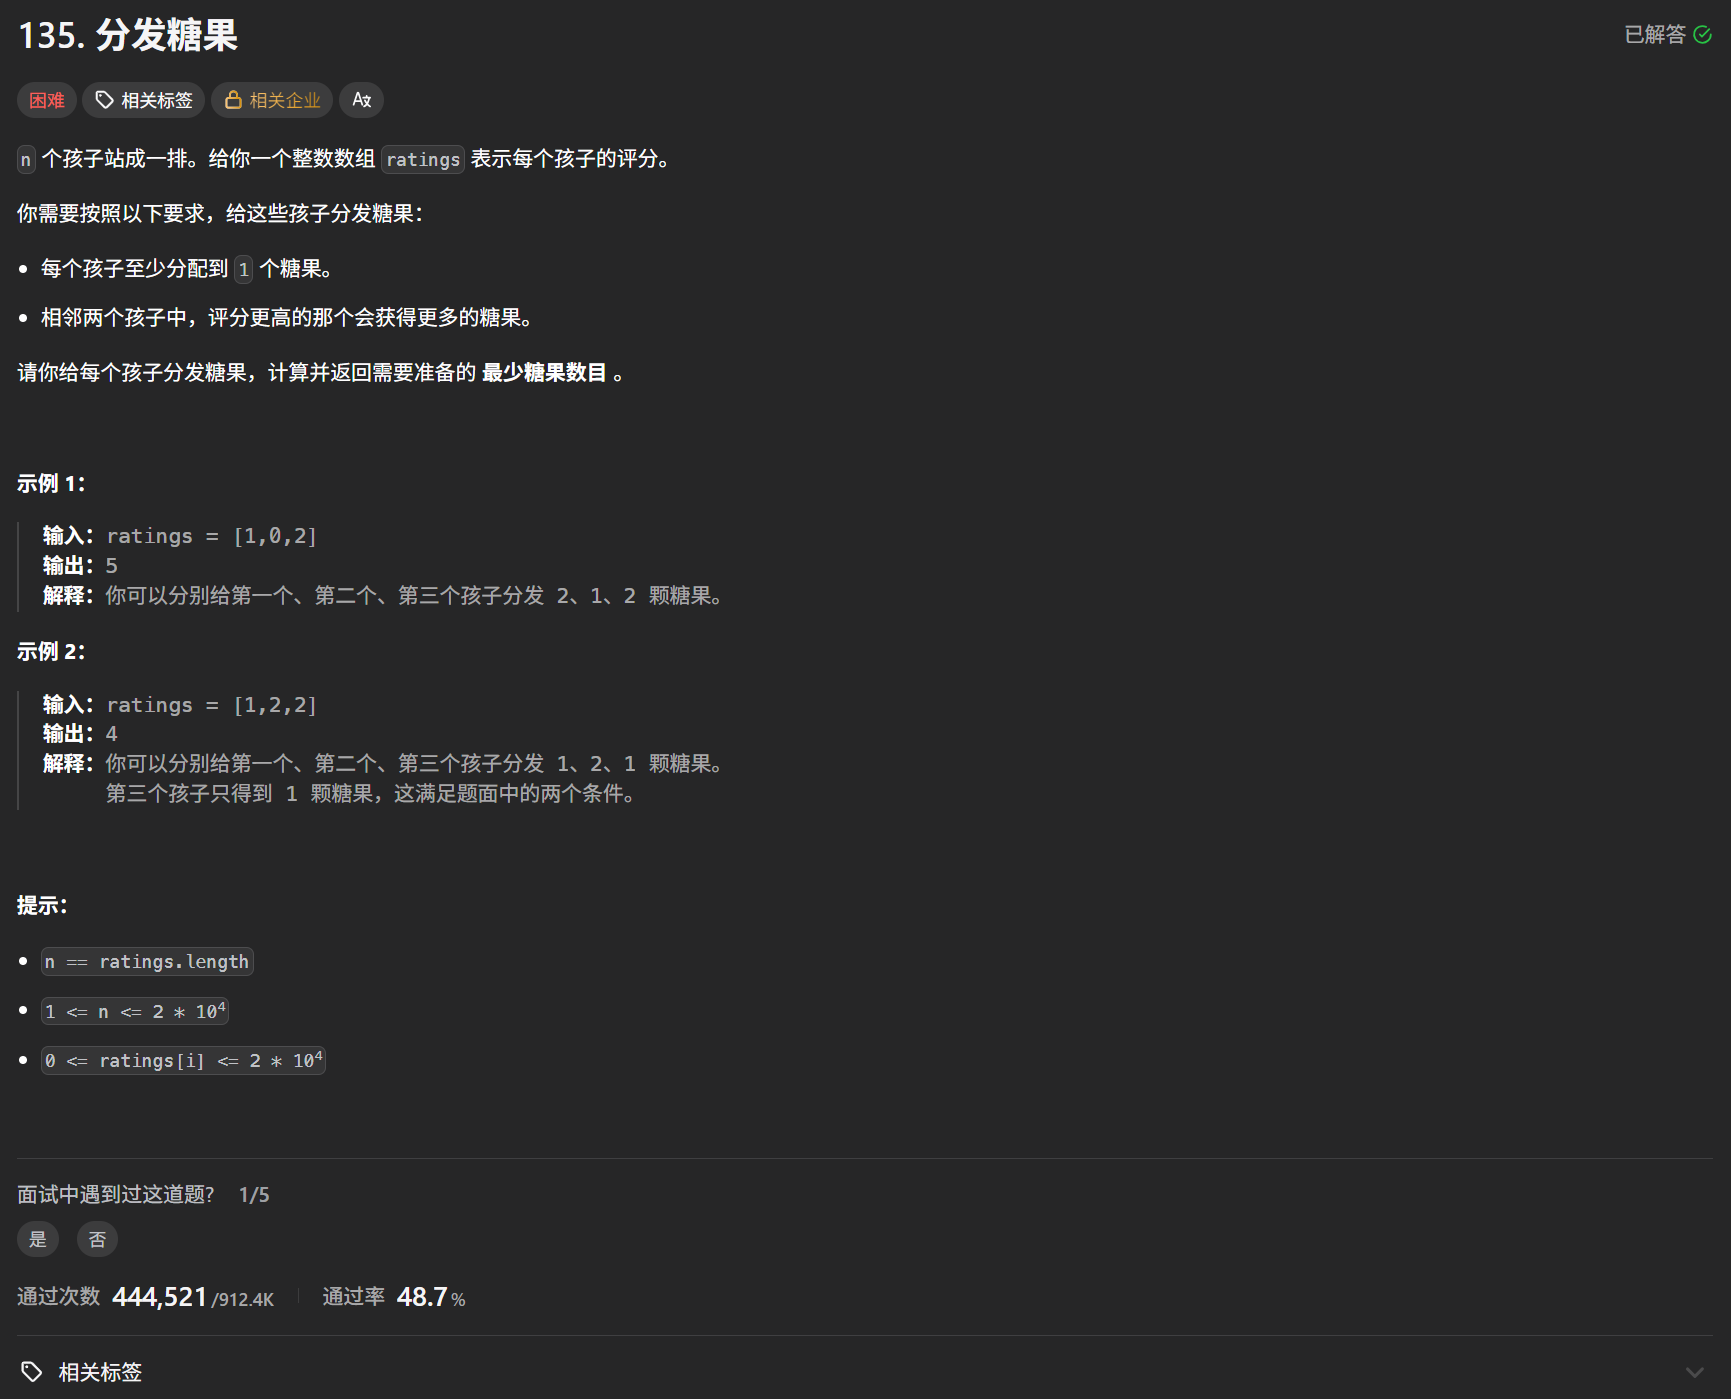 135. 分发糖果
已解答
困难
相关标签
相关企业
n 个孩子站成一排。给你一个整数数组 ratings 表示每个孩子的评分。
你需要按照以下要求，给这些孩子分发糖果：
• 每个孩子至少分配到 1 个糖果。
• 相邻两个孩子中，评分更高的那个会获得更多的糖果。
请你给每个孩子分发糖果，计算并返回需要准备的 最少糖果数目 。
示例 1：
输入：ratings = [1,0,2]
输出：5
解释：你可以分别给第一个、第二个、第三个孩子分发 2、1、2 颗糖果。
示例 2：
输入：ratings = [1,2,2]
输出：4
解释：你可以分别给第一个、第二个、第三个孩子分发 1、2、1 颗糖果。
第三个孩子只得到 1 颗糖果，这满足题面中的两个条件。
提示：
• n == ratings.length
• 1 <= n <= 2 * 10⁴
• 0 <= ratings[i] <= 2 * 10⁴
面试中遇到过这道题? 1/5
是 否
通过次数 444,521/912.4K 通过率 48.7%
相关标签